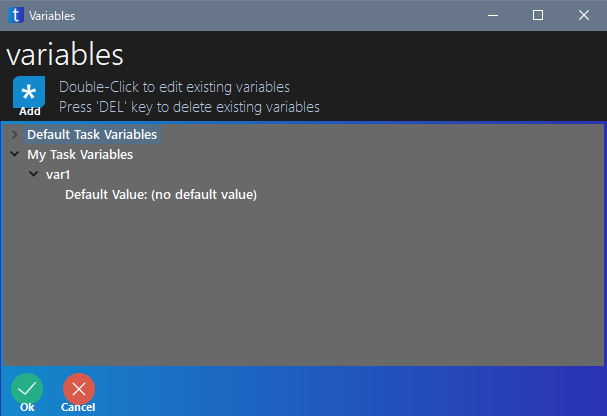 t Variables
variables
* Add
Double-Click to edit existing variables
Press 'DEL' key to delete existing variables
Default Task Variables
My Task Variables
var1
Default Value: (no default value)
Ok Cancel